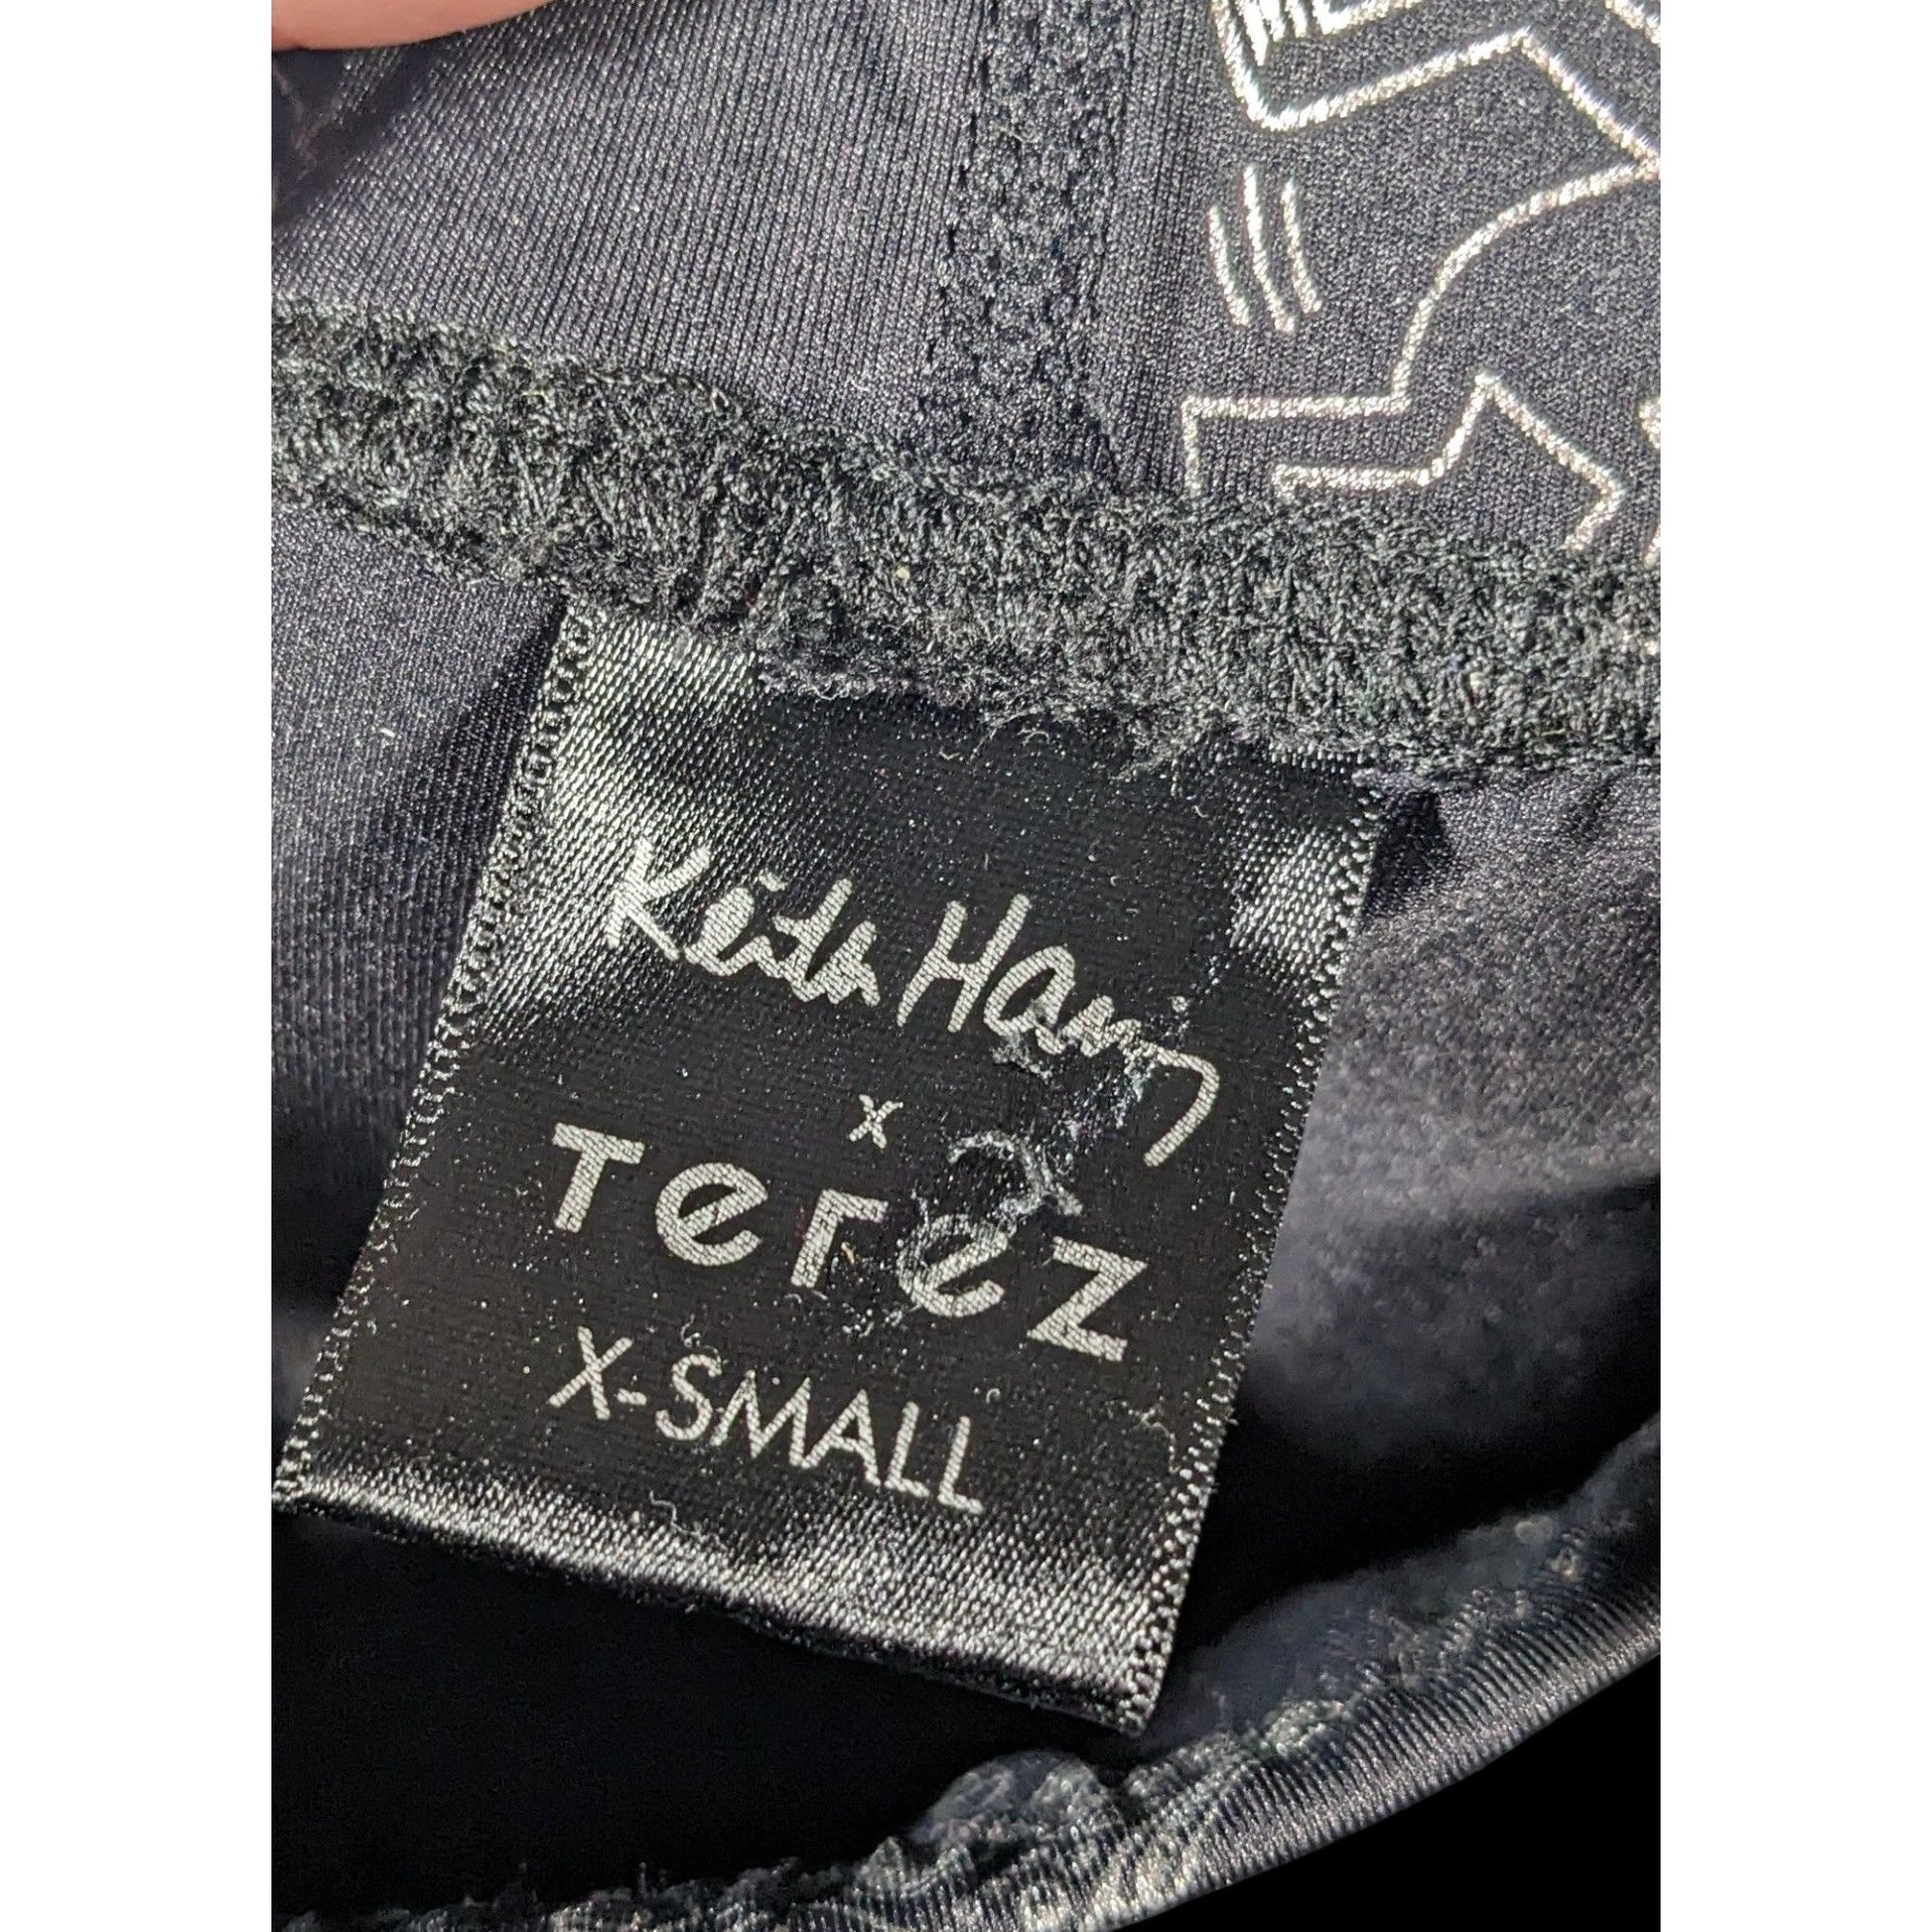 Keith Haring
x
Terez
X-SMALL